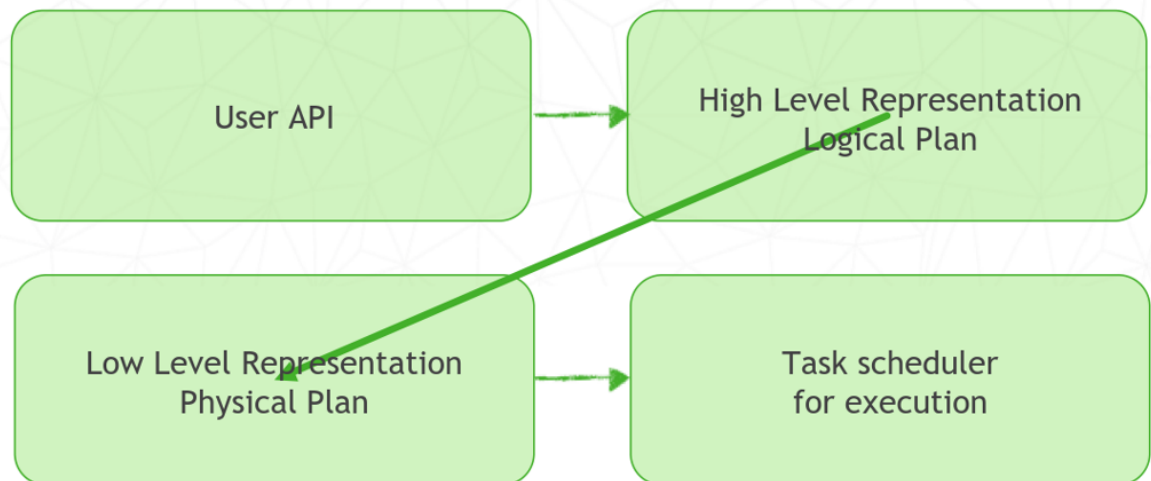 User API
High Level Representation
Logical Plan
Low Level Representation
Physical Plan
Task scheduler
for execution